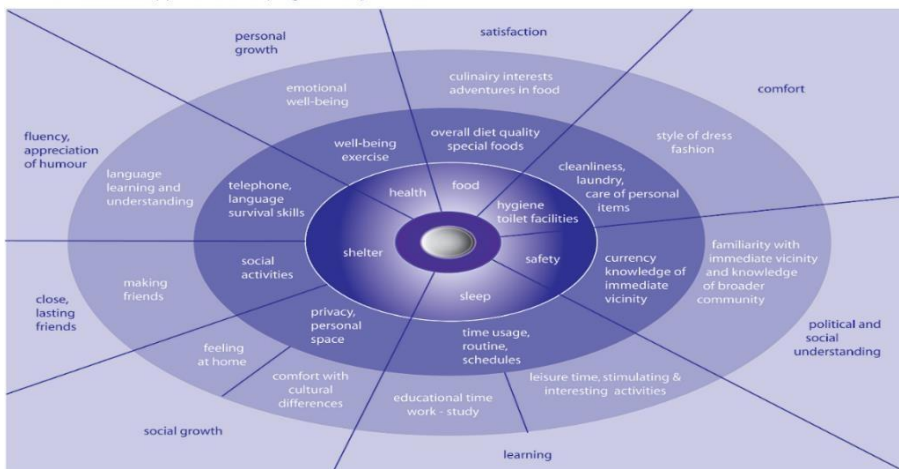 personal
growth
satisfaction
comfort
political and
social
understanding
learning
social growth
close,
lasting
friends
fluency,
appreciation
of humour
emotional
well-being
culinairy interests
adventures in food
style of dress
fashion
familiarity with
immediate vicinity
and knowledge
of broader
community
leisure time, stimulating &
interesting activities
educational time
work - study
comfort with
cultural
differences
feeling
at home
making
friends
language
learning and
understanding
well-being
exercise
overall diet quality
special foods
cleanliness,
laundry,
care of personal
items
currency
knowledge of
immediate
vicinity
time usage,
routine,
schedules
privacy,
personal
space
social
activities
telephone,
language
survival skills
health
food
hygiene
toilet facilities
safety
sleep
shelter